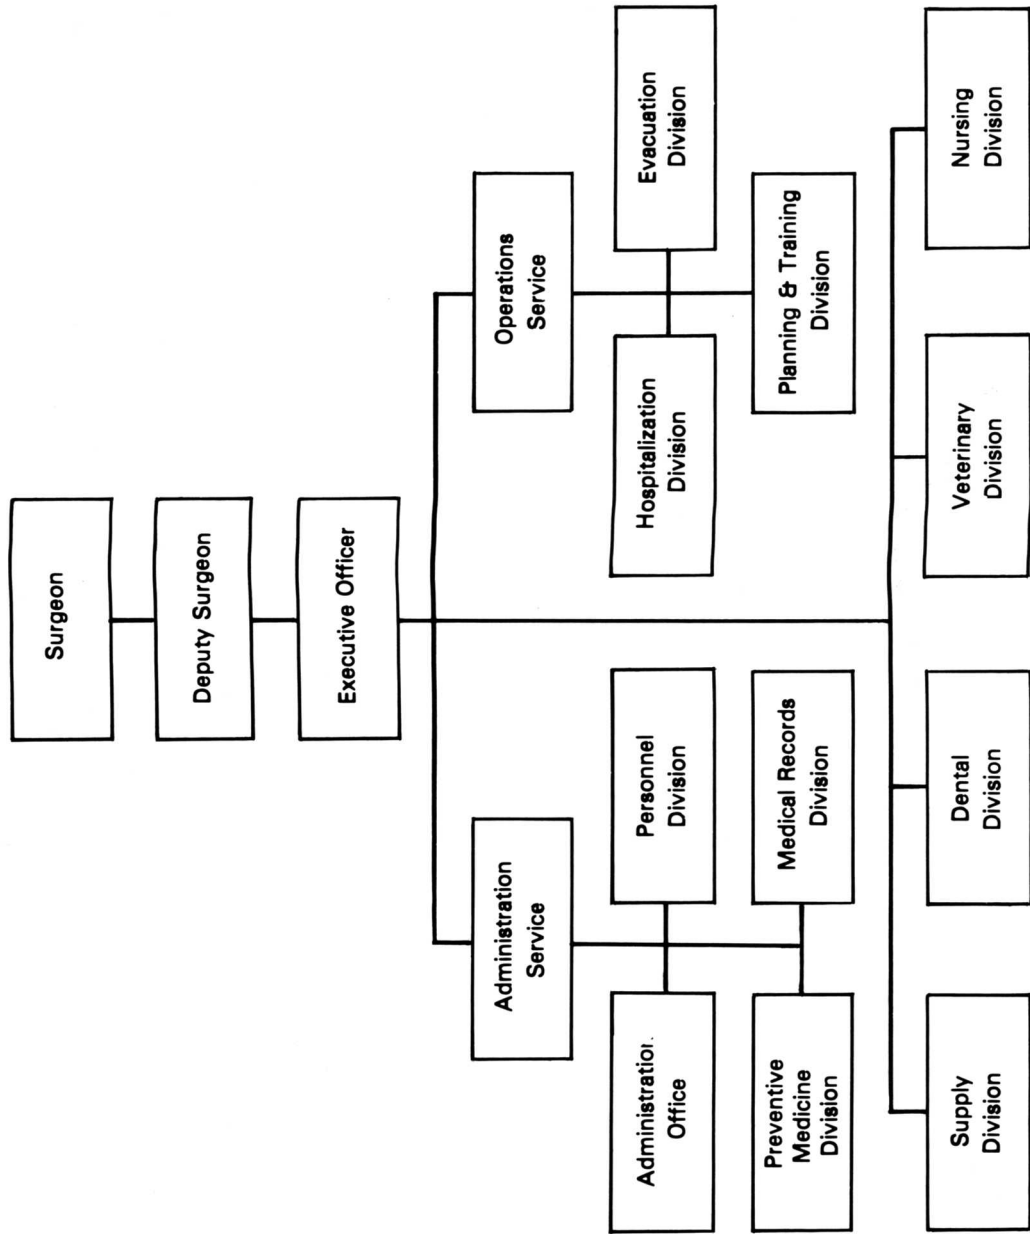 Surgeon
Deputy Surgeon
Executive Officer
Administration
Service
Operations
Service
Administration
Office
Personnel
Division
Hospitalization
Division
Evacuation
Division
Preventive
Medicine
Division
Medical Records
Division
Planning & Training
Division
Supply
Division
Dental
Division
Veterinary
Division
Nursing
Division